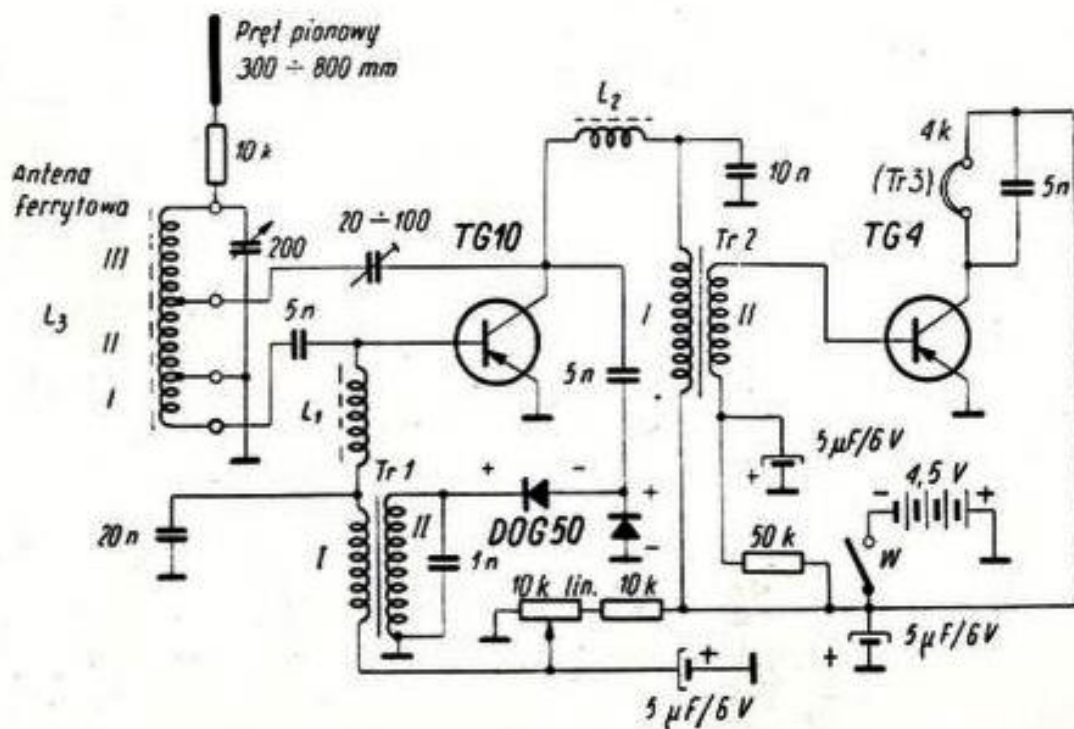 Pręt pionowy
300 ÷ 800 mm
10 k
Antena
ferrytowa
III
L₃
II
I
200
20 ÷ 100
5n
TG10
L₂
10 n
4k
(Tr3)
5n
TG4
Tr 2
I
II
5n
L₁
Tr 1
+
-
+
-
DOG50
20 n
I
II
1 n
10 k lin.
10 k
50 k
5 µF/6 V
+
4,5 V
-
+
W
5 µF/6 V
+
+
5 µF/6 V